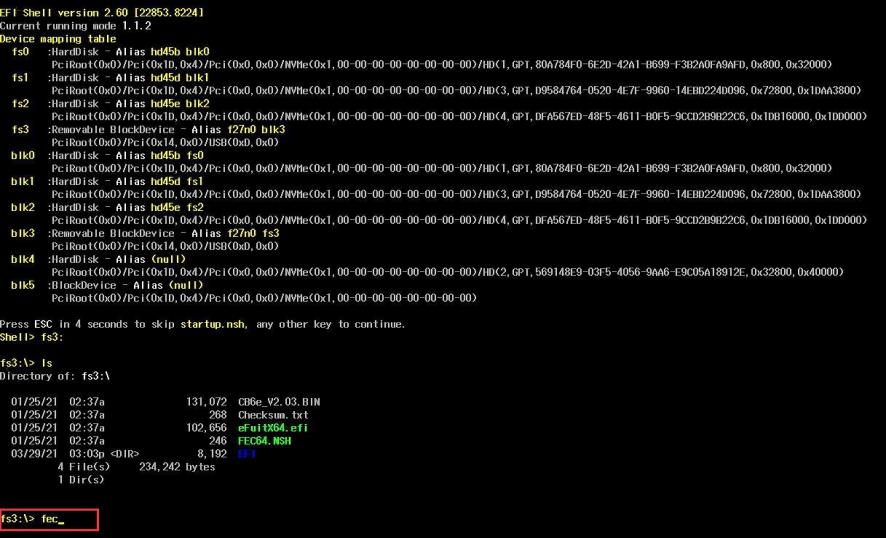 EFI Shell version 2.60 [22853.8224]
Current running mode 1.1.2
Device mapping table
fs0 :HardDisk - Alias hd45b blk0
PciRoot(0x0)/Pci(0x1D,0x4)/Pci(0x0,0x0)/NVMe(0x1,00-00-00-00-00-00-00-00)/HD(1,GPT,80A784F0-6E2D-42A1-B699-F3B2A0FA9AFD,0x800,0x32000)
fs1 :HardDisk - Alias hd45d blk1
PciRoot(0x0)/Pci(0x1D,0x4)/Pci(0x0,0x0)/NVMe(0x1,00-00-00-00-00-00-00-00)/HD(3,GPT,D9584764-0520-4E7F-9960-14EBD224D096,0x72800,0x1DAA3800)
fs2 :HardDisk - Alias hd45e blk2
PciRoot(0x0)/Pci(0x1D,0x4)/Pci(0x0,0x0)/NVMe(0x1,00-00-00-00-00-00-00-00)/HD(4,GPT,DFA567ED-48F5-4611-B0F5-9CCD2B9B22C6,0x1DB16000,0x1DD000)
fs3 :Removable BlockDevice - Alias f27n0 blk3
PciRoot(0x0)/Pci(0x14,0x0)/USB(0xD,0x0)
blk0 :HardDisk - Alias hd45b fs0
PciRoot(0x0)/Pci(0x1D,0x4)/Pci(0x0,0x0)/NVMe(0x1,00-00-00-00-00-00-00-00)/HD(1,GPT,80A784F0-6E2D-42A1-B699-F3B2A0FA9AFD,0x800,0x32000)
blk1 :HardDisk - Alias hd45d fs1
PciRoot(0x0)/Pci(0x1D,0x4)/Pci(0x0,0x0)/NVMe(0x1,00-00-00-00-00-00-00-00)/HD(3,GPT,D9584764-0520-4E7F-9960-14EBD224D096,0x72800,0x1DAA3800)
blk2 :HardDisk - Alias hd45e fs2
PciRoot(0x0)/Pci(0x1D,0x4)/Pci(0x0,0x0)/NVMe(0x1,00-00-00-00-00-00-00-00)/HD(4,GPT,DFA567ED-48F5-4611-B0F5-9CCD2B9B22C6,0x1DB16000,0x1DD000)
blk3 :Removable BlockDevice - Alias f27n0 fs3
PciRoot(0x0)/Pci(0x14,0x0)/USB(0xD,0x0)
blk4 :HardDisk - Alias (null)
PciRoot(0x0)/Pci(0x1D,0x4)/Pci(0x0,0x0)/NVMe(0x1,00-00-00-00-00-00-00-00)/HD(2,GPT,569148E9-03F5-4056-9AA6-E9C05A18912E,0x32800,0x40000)
blk5 :BlockDevice - Alias (null)
PciRoot(0x0)/Pci(0x1D,0x4)/Pci(0x0,0x0)/NVMe(0x1,00-00-00-00-00-00-00-00)
Press ESC in 4 seconds to skip startup.nsh, any other key to continue.
Shell> fs3:
fs3:\> ls
Directory of: fs3:\
01/25/21 02:37a 131,072 CB6e_V2.03.BIN
01/25/21 02:37a 268 Checksum.txt
01/25/21 02:37a 102,656 eFuitX64.efi
01/25/21 02:37a 246 FEC64.NSH
03/29/21 03:03p <DIR> 8,192 EFI
4 File(s) 234,242 bytes
1 Dir(s)
fs3:\> fec_